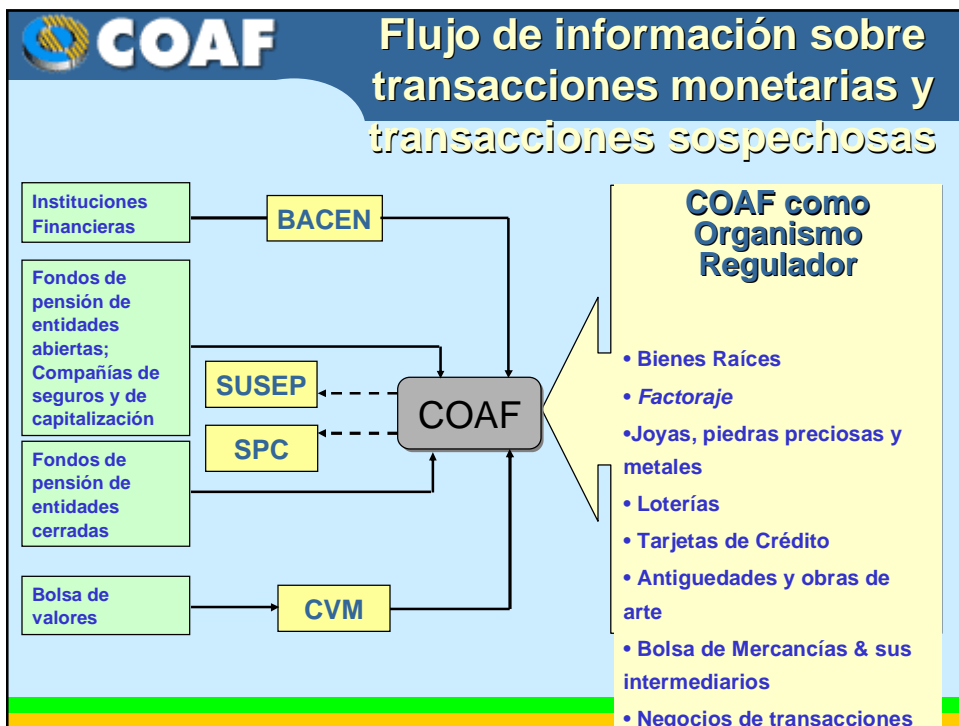 COAF
Flujo de información sobre
transacciones monetarias y
transacciones sospechosas
Instituciones
Financieras
BACEN
Fondos de
pensión de
entidades
abiertas;
Compañías de
seguros y de
capitalización
SUSEP
SPC
COAF
Fondos de
pensión de
entidades
cerradas
Bolsa de
valores
CVM
COAF como
Organismo
Regulador
• Bienes Raíces
• Factoraje
•Joyas, piedras preciosas y
metales
• Loterías
• Tarjetas de Crédito
• Antiguedades y obras de
arte
• Bolsa de Mercancías & sus
intermediarios
• Negocios de transacciones